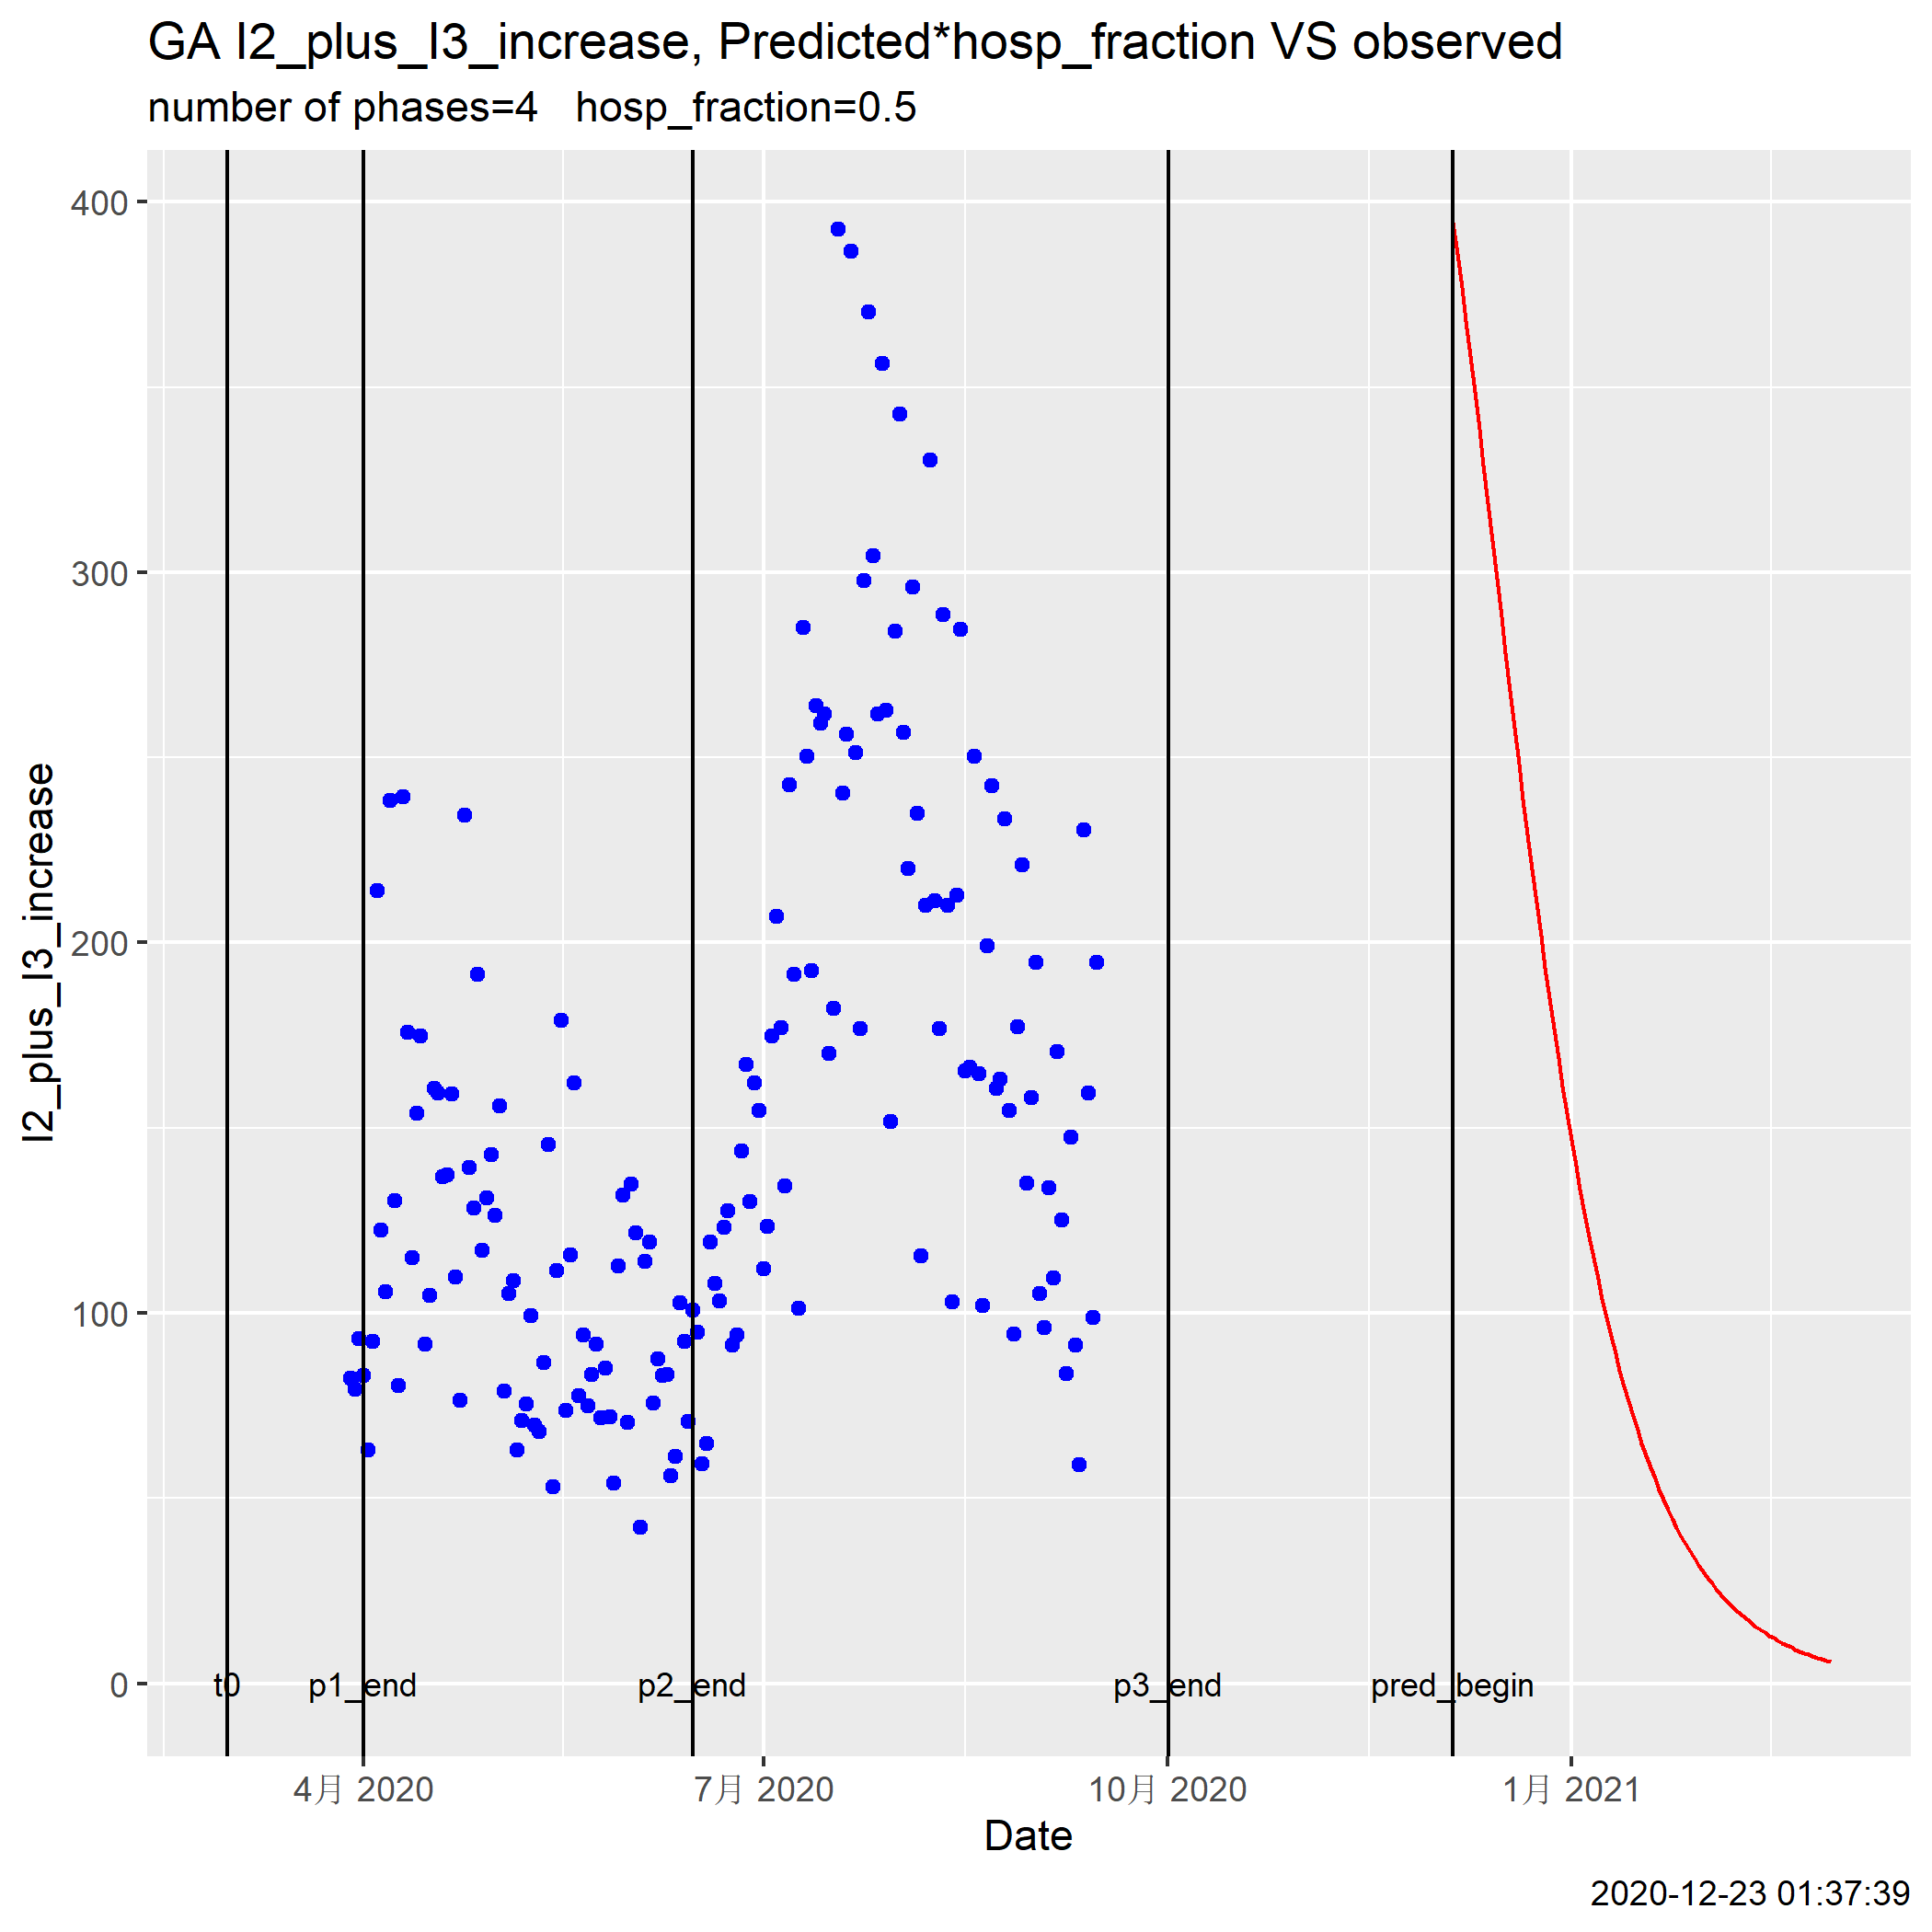 GA I2_plus_I3_increase, Predicted*hosp_fraction VS observed
number of phases=4   hosp_fraction=0.5
I2_plus_I3_increase
400
300
200
100
0
t0 p1_end p2_end p3_end pred_begin
4月 2020 7月 2020 10月 2020 1月 2021
Date
2020-12-23 01:37:39